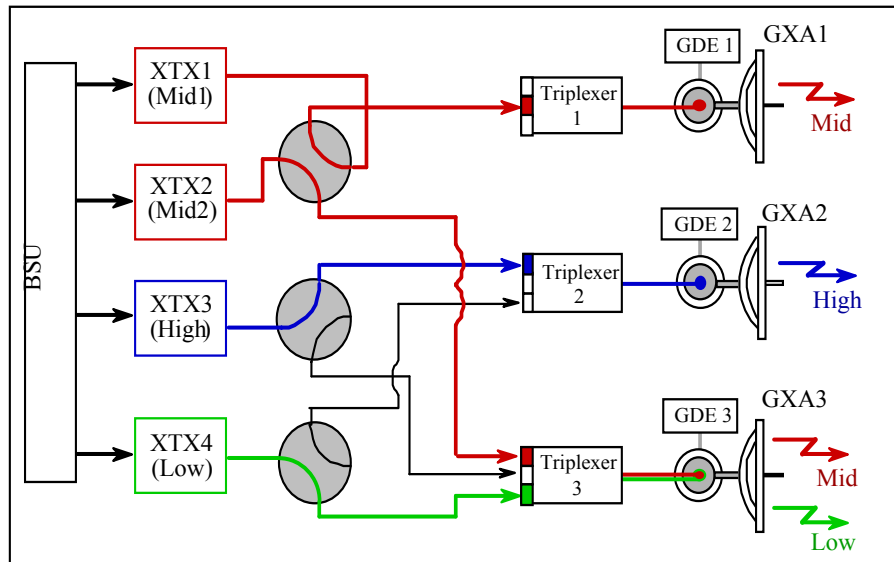 BSU
XTX1
(Mid1)
XTX2
(Mid2)
XTX3
(High)
XTX4
(Low)
Triplexer
1
GDE 1
GXA1
Mid
Triplexer
2
GDE 2
GXA2
High
Triplexer
3
GDE 3
GXA3
Mid
Low